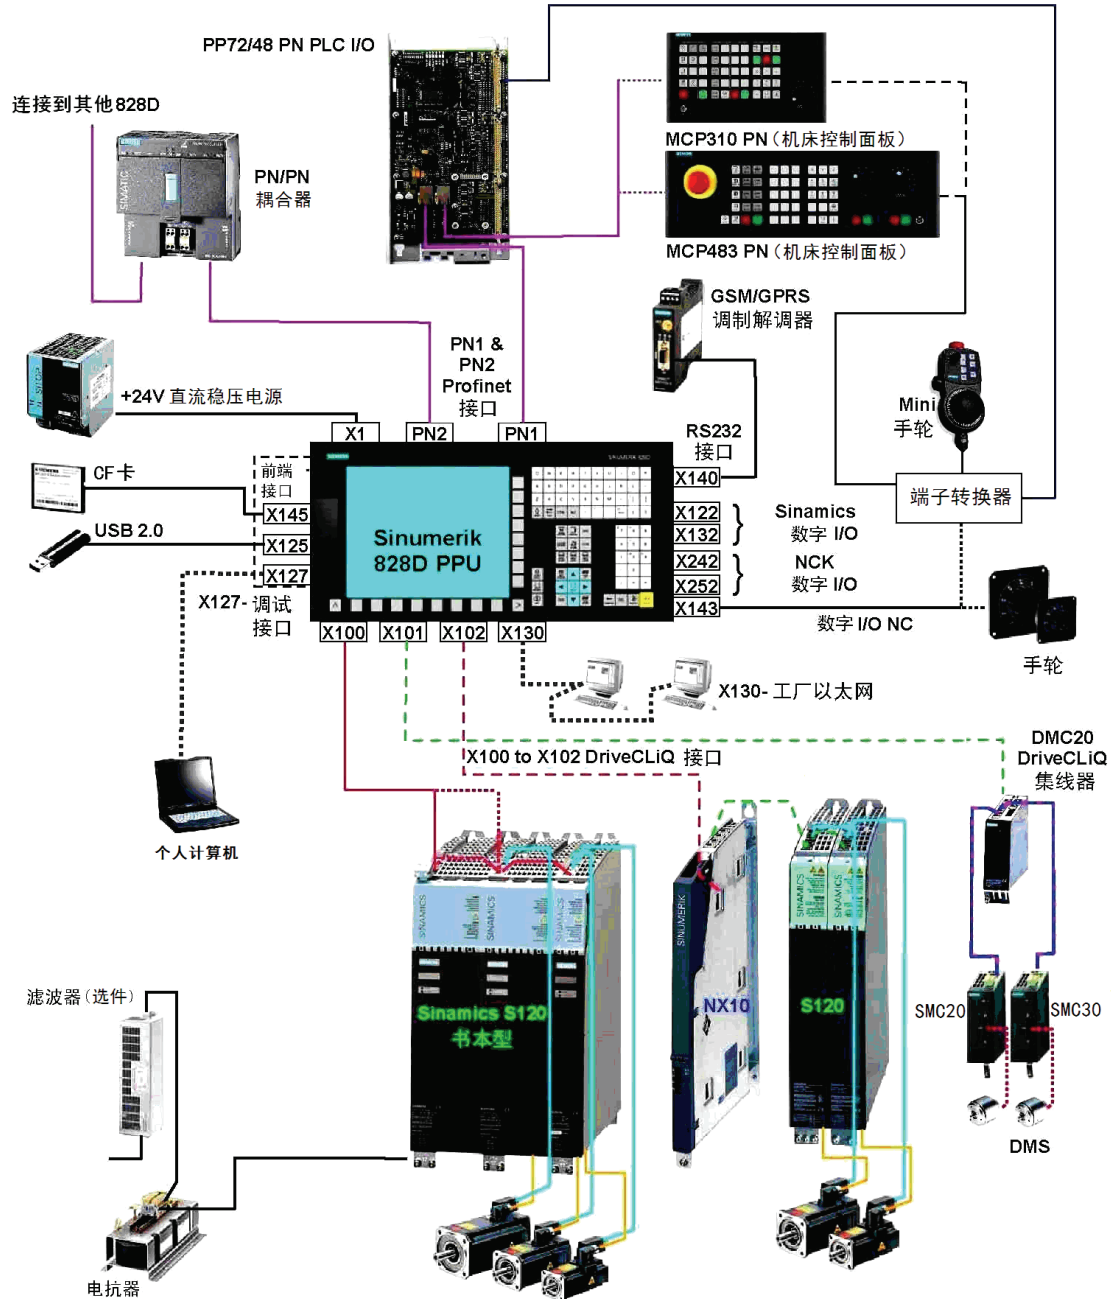 PP72/48 PN PLC I/O
连接到其他828D
PN/PN
耦合器
SIMATIC
MCP310 PN (机床控制面板)
MCP483 PN (机床控制面板)
GSM/GPRS
调制解调器
PN1 &
PN2
Profinet
接口
+24V 直流稳压电源
X1
PN2
PN1
RS232
接口
Mini
手轮
CF卡
前端
接口
X140
端子转换器
X145
X122
X132
Sinamics
数字 I/O
USB 2.0
X125
Sinumerik
828D PPU
X242
X252
NCK
数字 I/O
X127
X127-调试
接口
X143
数字 I/O NC
手轮
X100
X101
X102
X130
X130-工厂以太网
X100 to X102 DriveCLiQ 接口
DMC20
DriveCLiQ
集线器
个人计算机
SINAMICS
SINAMICS
SINAMICS
SINUMERIK
SINAMICS
SINAMICS
滤波器(选件)
Sinamics S120
书本型
NX10
S120
SMC20
SMC30
DMS
电抗器